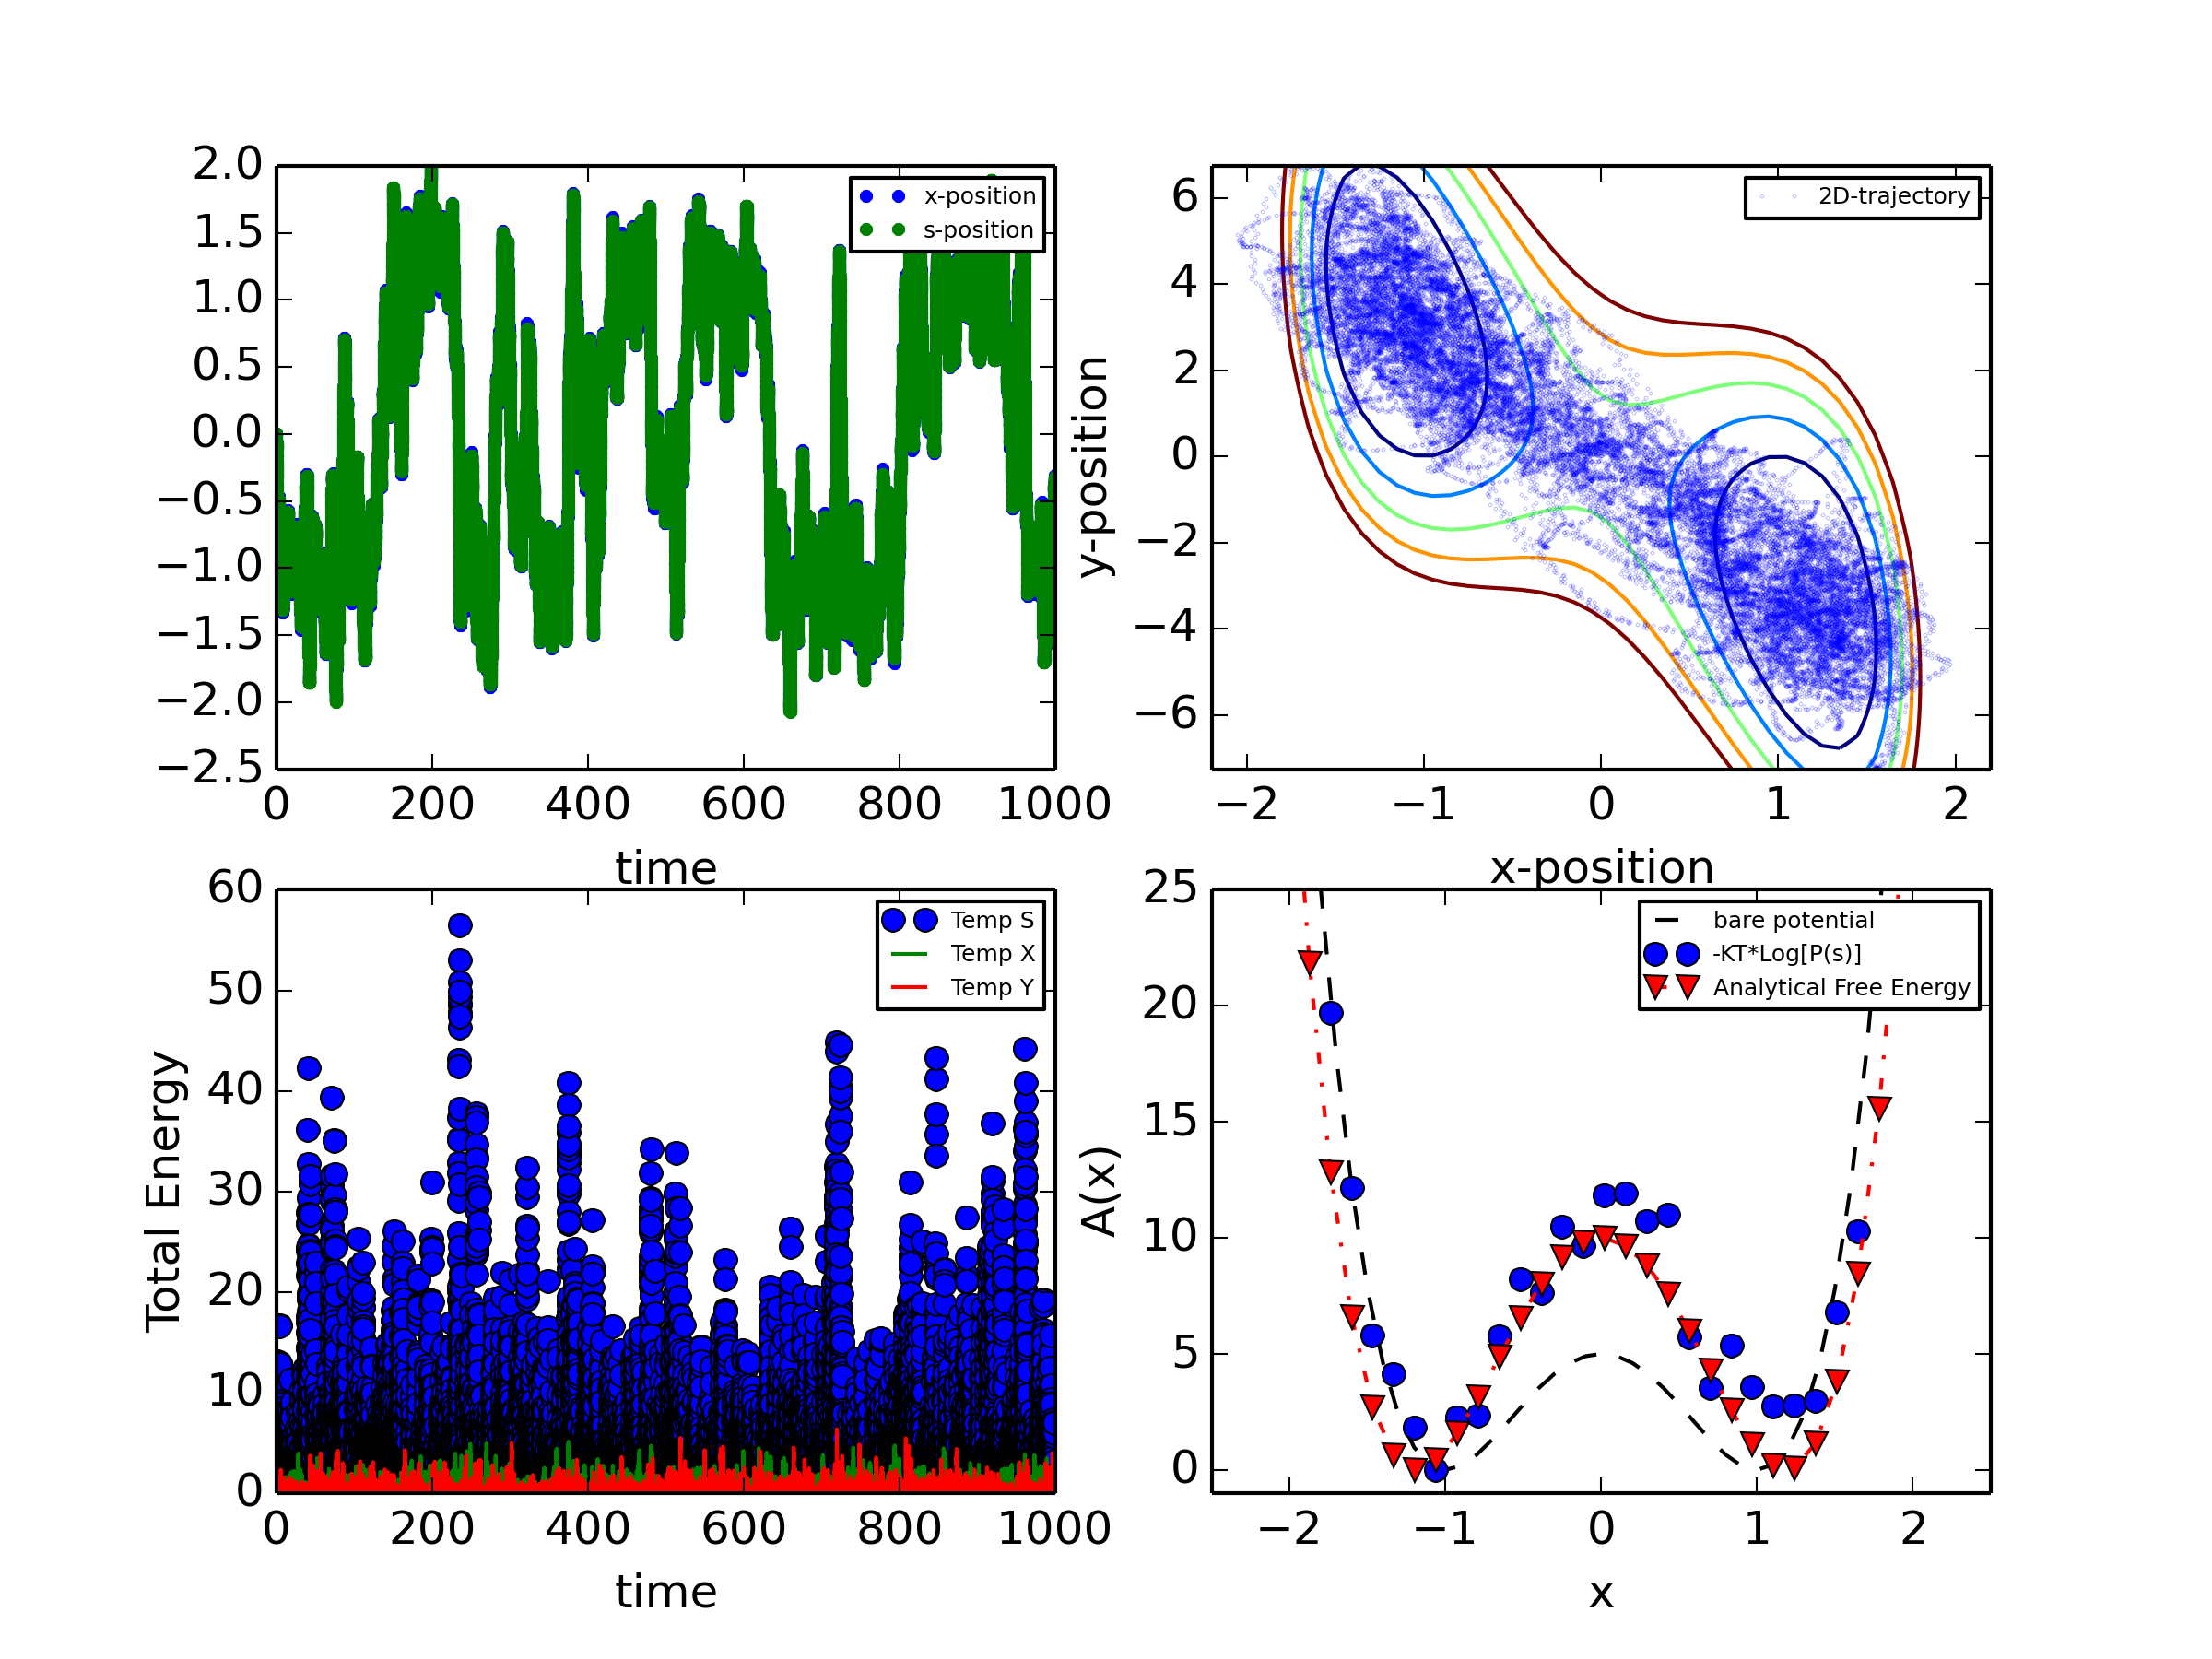 2.0
1.5
1.0
0.5
0.0
−0.5
−1.0
−1.5
−2.0
−2.5
0 200 400 600 800 1000
time
x-position
s-position
y-position
6
4
2
0
−2
−4
−6
−2 −1 0 1 2
x-position
2D-trajectory
Total Energy
60
50
40
30
20
10
0
0 200 400 600 800 1000
time
Temp S
Temp X
Temp Y
A(x)
25
20
15
10
5
0
−2 −1 0 1 2
x
bare potential
-KT*Log[P(s)]
Analytical Free Energy